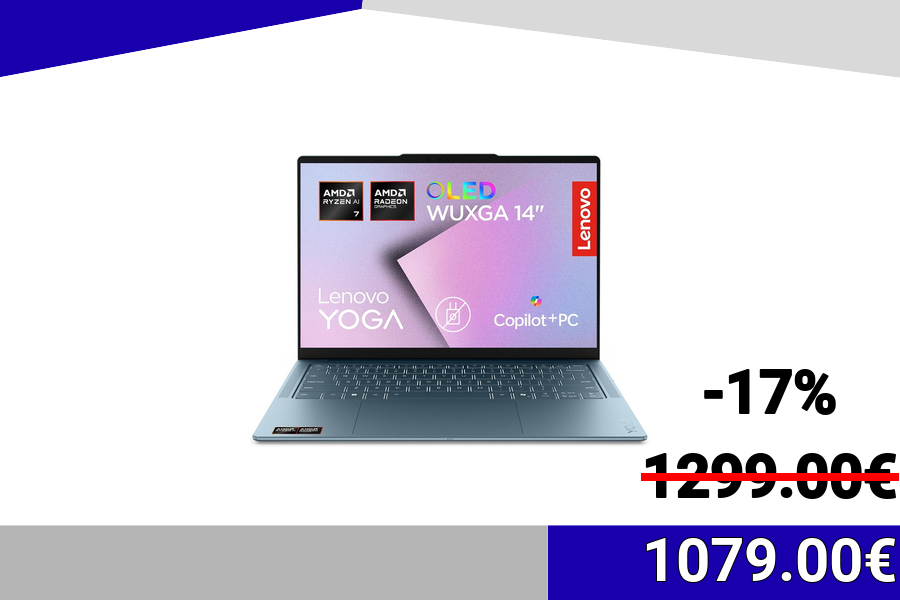 AMD
RYZEN AI
7
AMD
RADEON
GRAPHICS
OLED
WUXGA 14"
Lenovo
Lenovo
YOGA
Copilot+PC
-17%
1299.00€
1079.00€